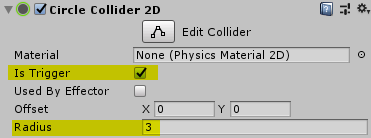 Circle Collider 2D
Edit Collider
Material None (Physics Material 2D)
Is Trigger
Used By Effector
Offset X 0 Y 0
Radius 3